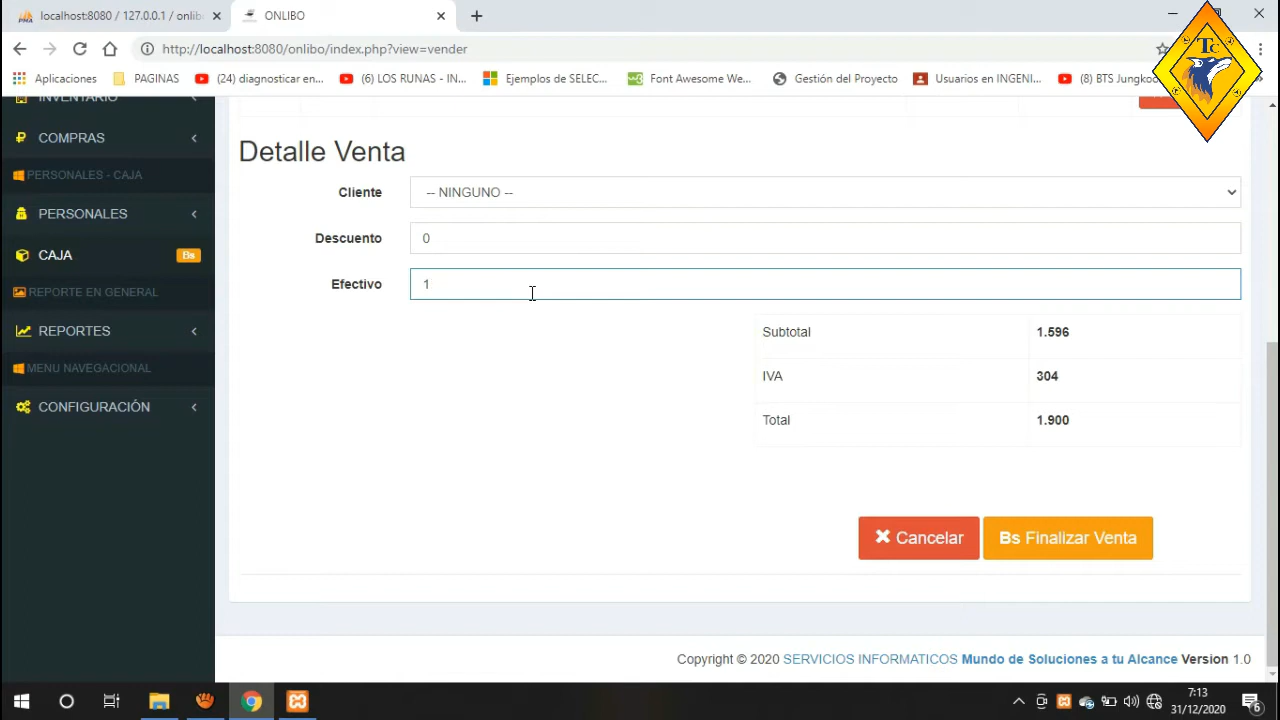 localhost:8080 / 127.0.0.1 / onlib
ONLIBO
http://localhost:8080/onlibo/index.php?view=vender
Aplicaciones
PAGINAS
(24) diagnosticar en...
(6) LOS RUNAS - IN...
Ejemplos de SELEC...
Font Awesome We...
Gestión del Proyecto
Usuarios en INGENI...
(8) BTS Jungkoo
TC
INVENTARIO
COMPRAS
PERSONALES - CAJA
PERSONALES
CAJA
Bs
REPORTE EN GENERAL
REPORTES
MENU NAVEGACIONAL
CONFIGURACIÓN
Detalle Venta
Cliente
-- NINGUNO --
Descuento
0
Efectivo
1
Subtotal 1.596
IVA 304
Total 1.900
Cancelar
Bs Finalizar Venta
Copyright © 2020 SERVICIOS INFORMATICOS Mundo de Soluciones a tu Alcance Version 1.0
7:13
31/12/2020
6